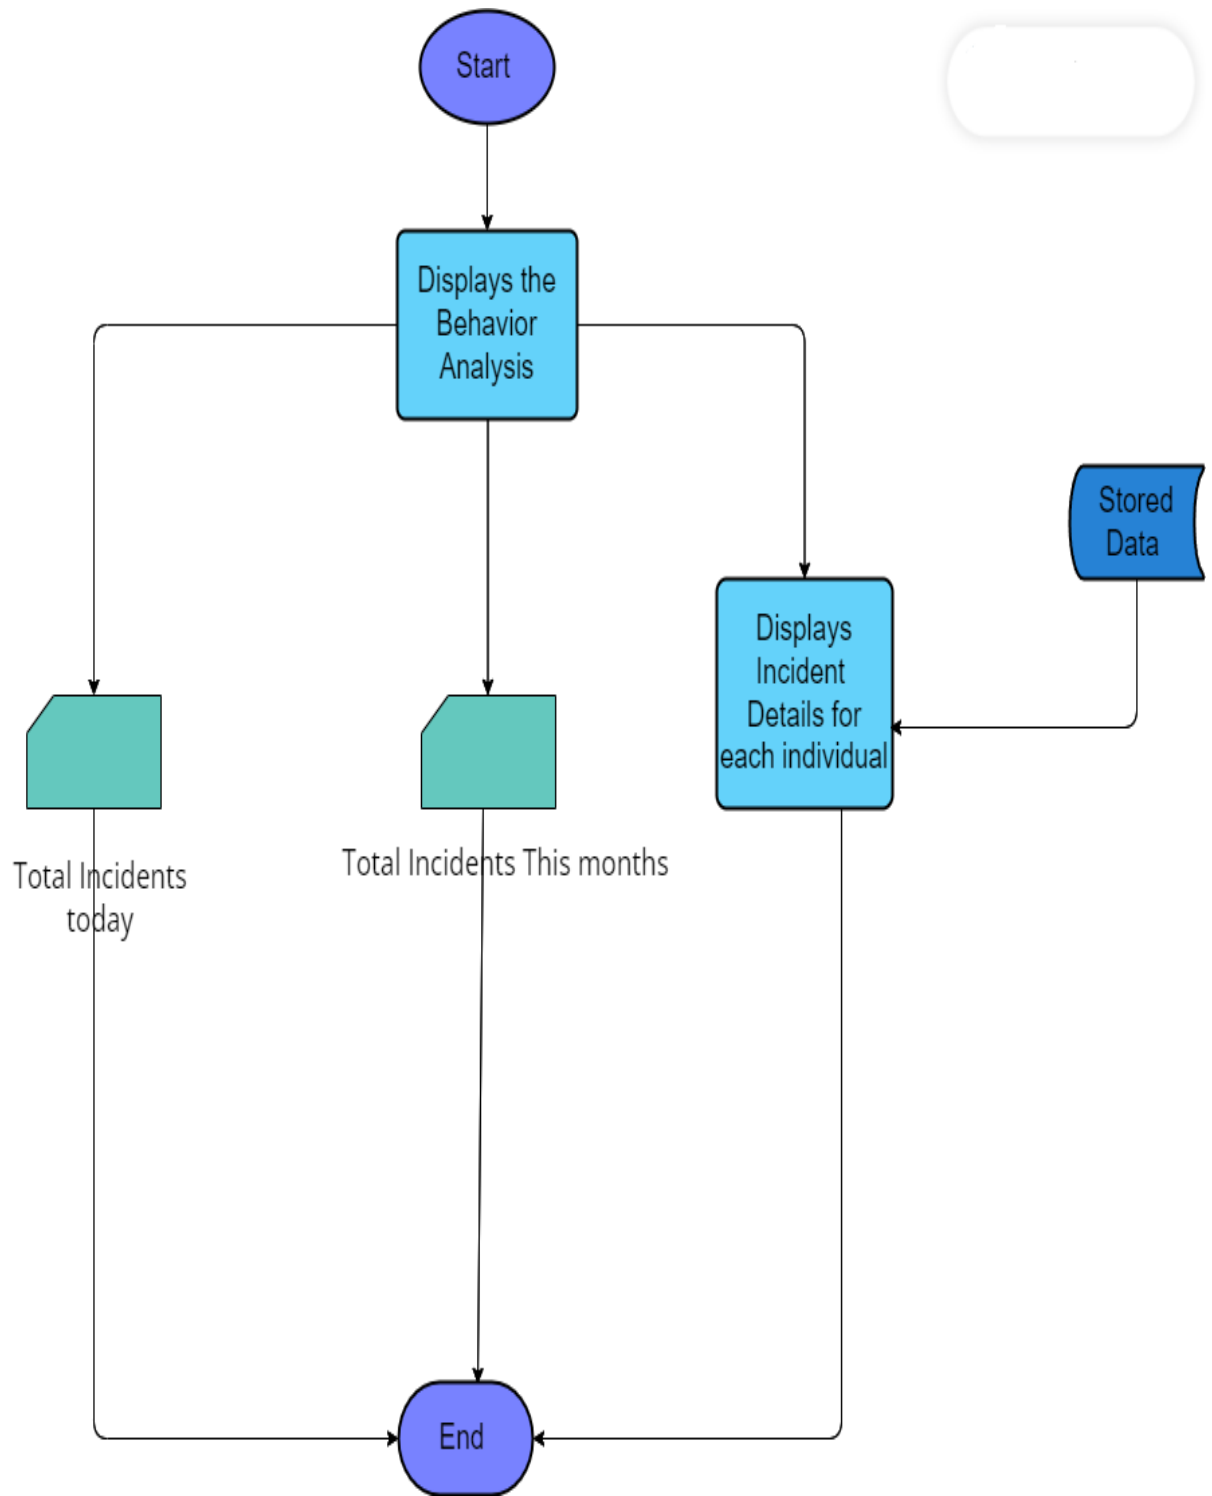 Start
Displays the
Behavior
Analysis
Stored
Data
Displays
Incident
Details for
each individual
Total Incidents
today
Total Incidents This months
End